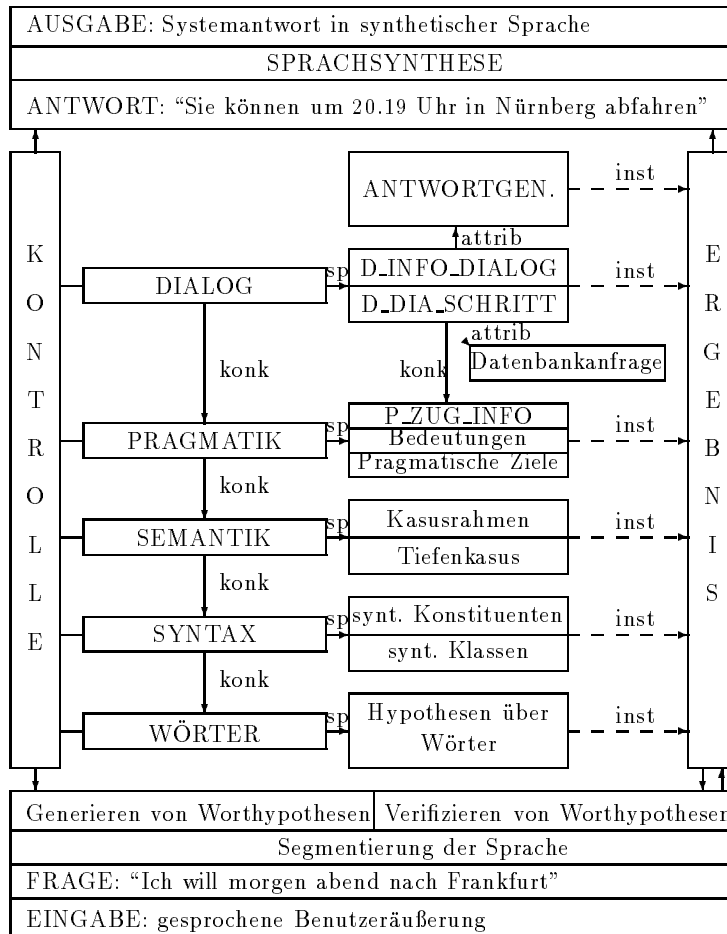 AUSGABE: Systemantwort in synthetischer Sprache
SPRACHSYNTHESE
ANTWORT: “Sie können um 20.19 Uhr in Nürnberg abfahren”
KONTROLLE
ANTWORTGEN.
inst
attrib
DIALOG
sp
D_INFO_DIALOG
D_DIA_SCHRITT
inst
attrib
konk
konk
Datenbankanfrage
PRAGMATIK
sp
P_ZUG_INFO
Bedeutungen
Pragmatische Ziele
inst
konk
SEMANTIK
sp
Kasusrahmen
Tiefenkasus
inst
konk
SYNTAX
sp
synt. Konstituenten
synt. Klassen
inst
konk
WÖRTER
sp
Hypothesen über
Wörter
inst
ERGEBNIS
Generieren von Worthypothesen
Verifizieren von Worthypothesen
Segmentierung der Sprache
FRAGE: “Ich will morgen abend nach Frankfurt”
EINGABE: gesprochene Benutzeräußerung